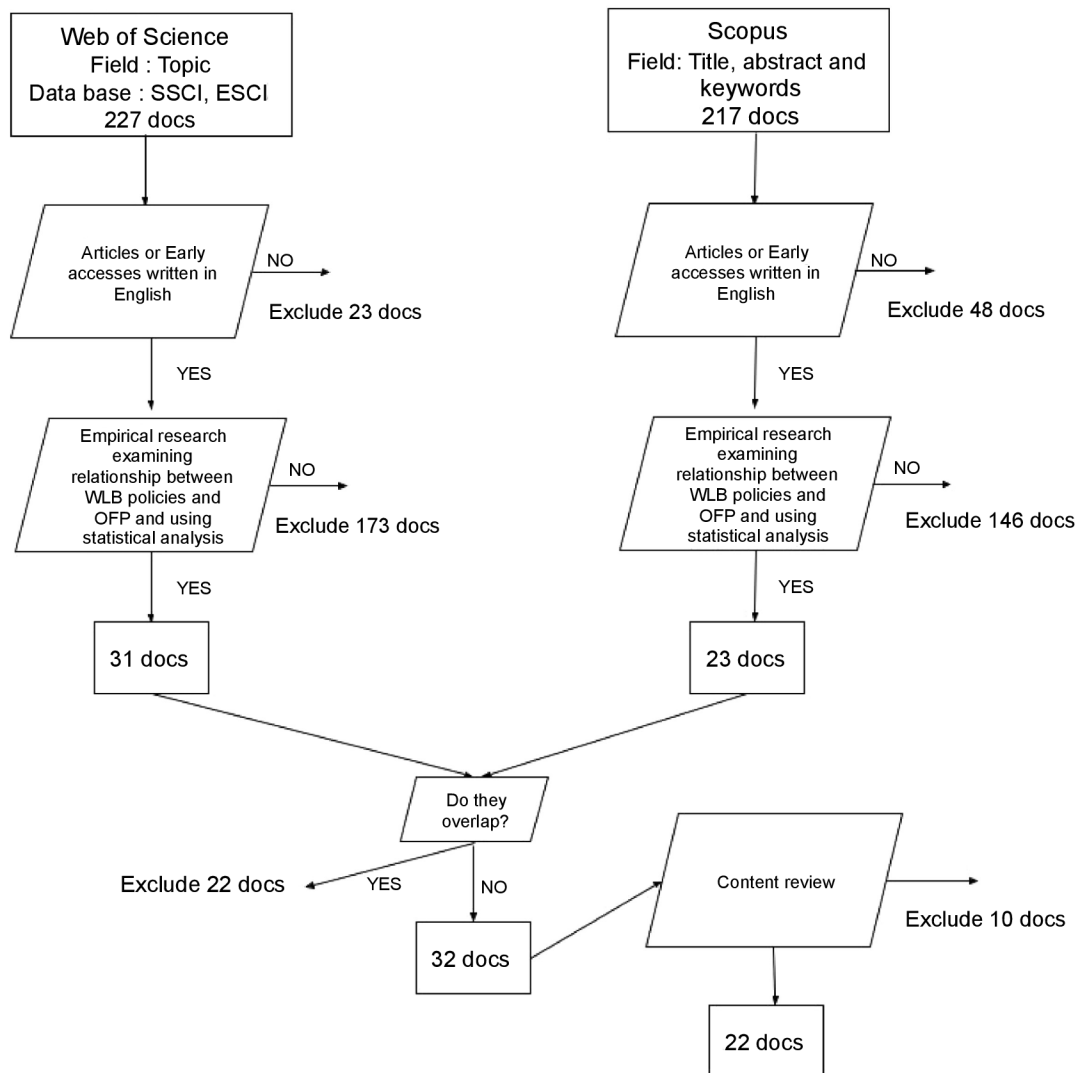 Web of Science
Field : Topic
Data base : SSCI, ESCI
227 docs
Scopus
Field: Title, abstract and
keywords
217 docs
Articles or Early
accesses written in
English
NO
Exclude 23 docs
YES
Articles or Early
accesses written in
English
NO
Exclude 48 docs
YES
Empirical research
examining
relationship between
WLB policies and
OFP and using
statistical analysis
NO
Exclude 173 docs
YES
Empirical research
examining
relationship between
WLB policies and
OFP and using
statistical analysis
NO
Exclude 146 docs
YES
31 docs
23 docs
Do they
overlap?
Exclude 22 docs
YES
NO
32 docs
Content review
Exclude 10 docs
22 docs